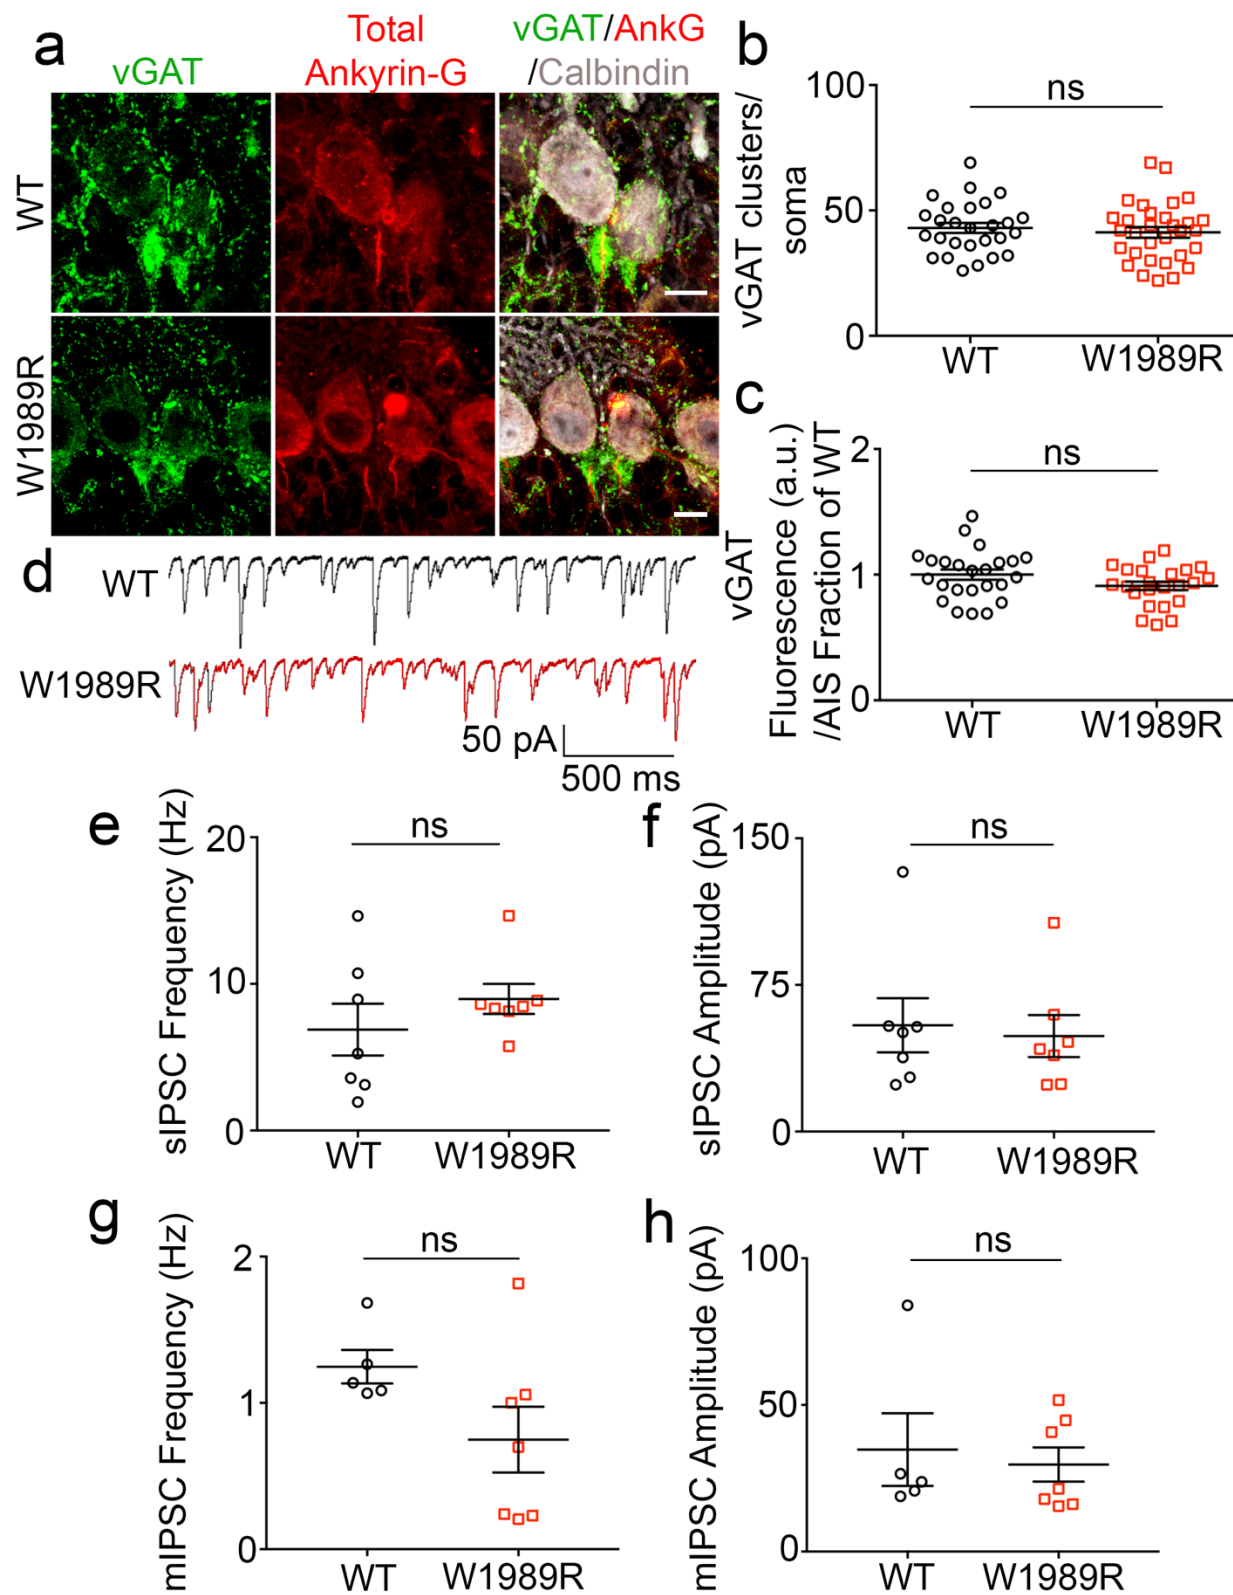 a
vGAT
Total
Ankyrin-G
vGAT/AnkG
/Calbindin
WT
W1989R
b
vGAT clusters/
soma
100
50
0
ns
WT
W1989R
c
vGAT
Fluorescence (a.u.)
/AIS Fraction of WT
2
1
0
ns
WT
W1989R
d
WT
W1989R
50 pA
500 ms
e
sIPSC Frequency (Hz)
20
10
0
ns
WT
W1989R
f
sIPSC Amplitude (pA)
150
75
0
ns
WT
W1989R
g
mIPSC Frequency (Hz)
2
1
0
ns
WT
W1989R
h
mIPSC Amplitude (pA)
100
50
0
ns
WT
W1989R